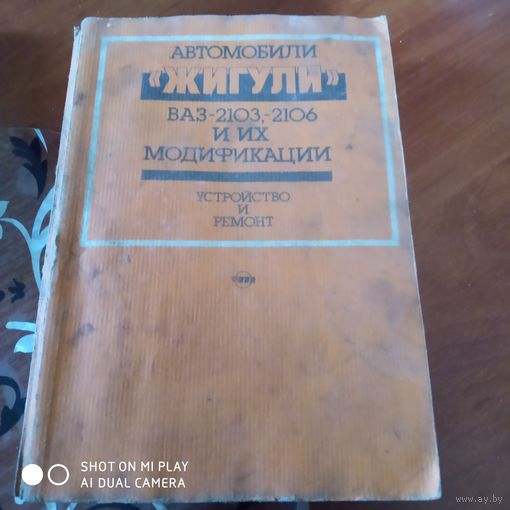 АВТОМОБИЛИ
«ЖИГУЛИ»
ВАЗ-2103,-2106
И ИХ
МОДИФИКАЦИИ
УСТРОЙСТВО
И
РЕМОНТ
SHOT ON MI PLAY
AI DUAL CAMERA
www.ay.by